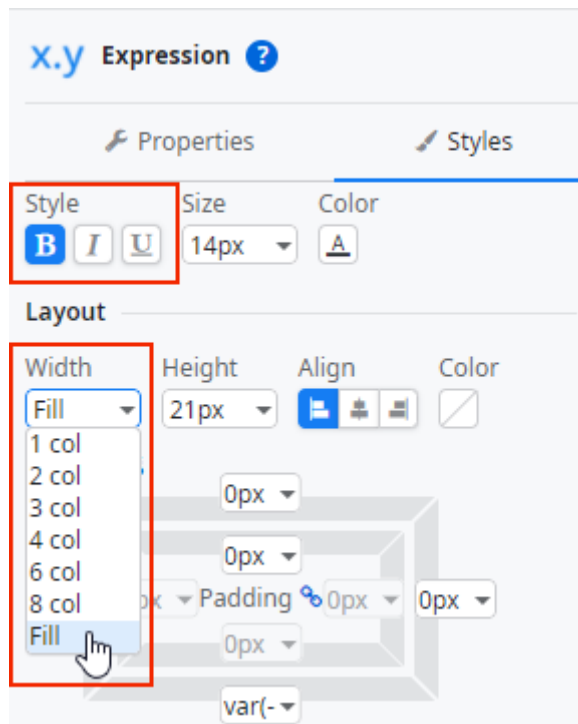 x.y Expression ?
Properties Styles
Style Size Color
B I U 14px A
Layout
Width Height Align Color
Fill 21px
1 col
2 col
3 col
4 col
6 col
8 col
Fill
0px
0px
px Padding 0px 0px
0px
var(-